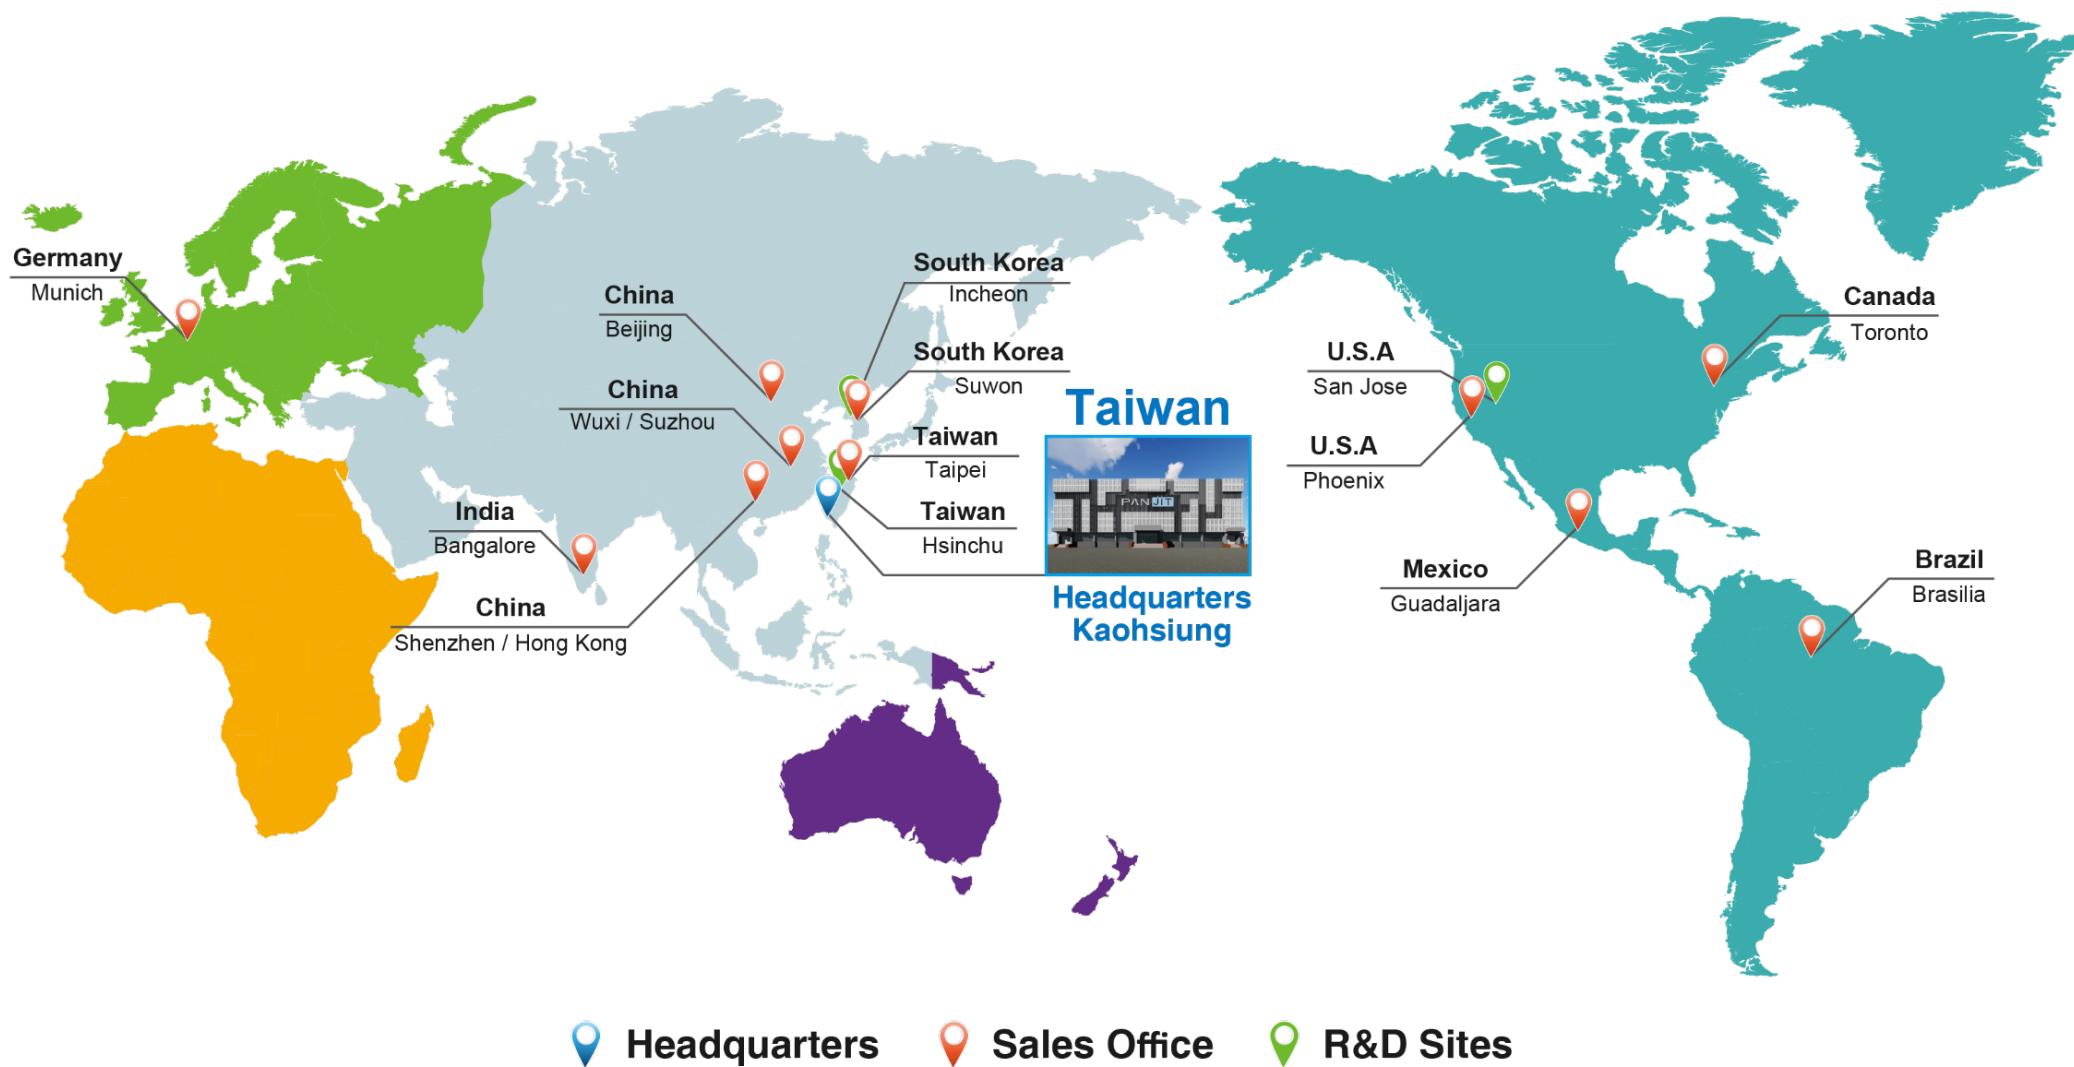 Germany
Munich
China
Beijing
China
Wuxi / Suzhou
India
Bangalore
China
Shenzhen / Hong Kong
South Korea
Incheon
South Korea
Suwon
Taiwan
Taipei
Taiwan
Hsinchu
Taiwan
PANJIT
Headquarters
Kaohsiung
U.S.A
San Jose
U.S.A
Phoenix
Mexico
Guadaljara
Canada
Toronto
Brazil
Brasilia
Headquarters
Sales Office
R&D Sites